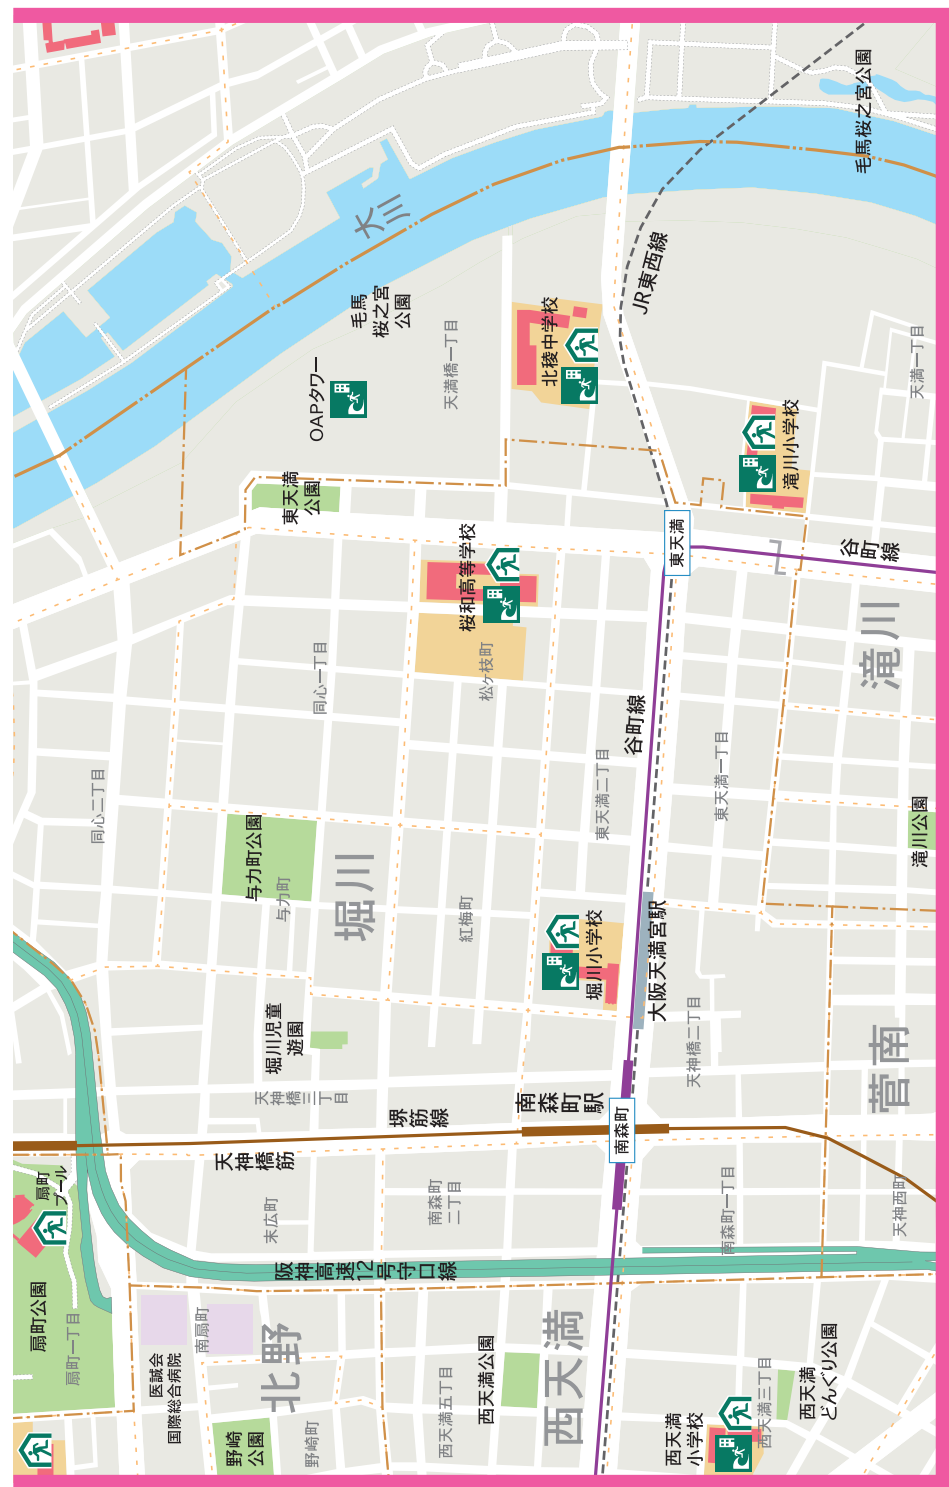 大川
毛馬桜之宮公園
JR東西線
毛馬
桜之宮
公園
天満橋一丁目
北稜中学校
OAPタワー
天満一丁目
滝川小学校
東天満
公園
桜和高等学校
東天満
谷町
線
滝川
同心一丁目
松ヶ枝町
谷町線
東天満二丁目
東天満一丁目
同心二丁目
与力町公園
与力町
堀川
紅梅町
滝川公園
堀川小学校
大阪天満宮駅
堀川児童
遊園
天神橋二丁目
菅南
天神
橋三
丁目
堺筋
線
南森
町駅
南森町
天神橋
筋
扇町
プール
末広町
南森町
二丁目
南森町一丁目
天神西町
阪神高速12号守口線
扇町公園
扇町一丁目
南扇町
医誠会
国際総合病院
北野
西天満
西天満公園
西天満五丁目
野崎
公園
野崎町
西天満
小学校
西天満三丁目
西天満
どんぐり公園